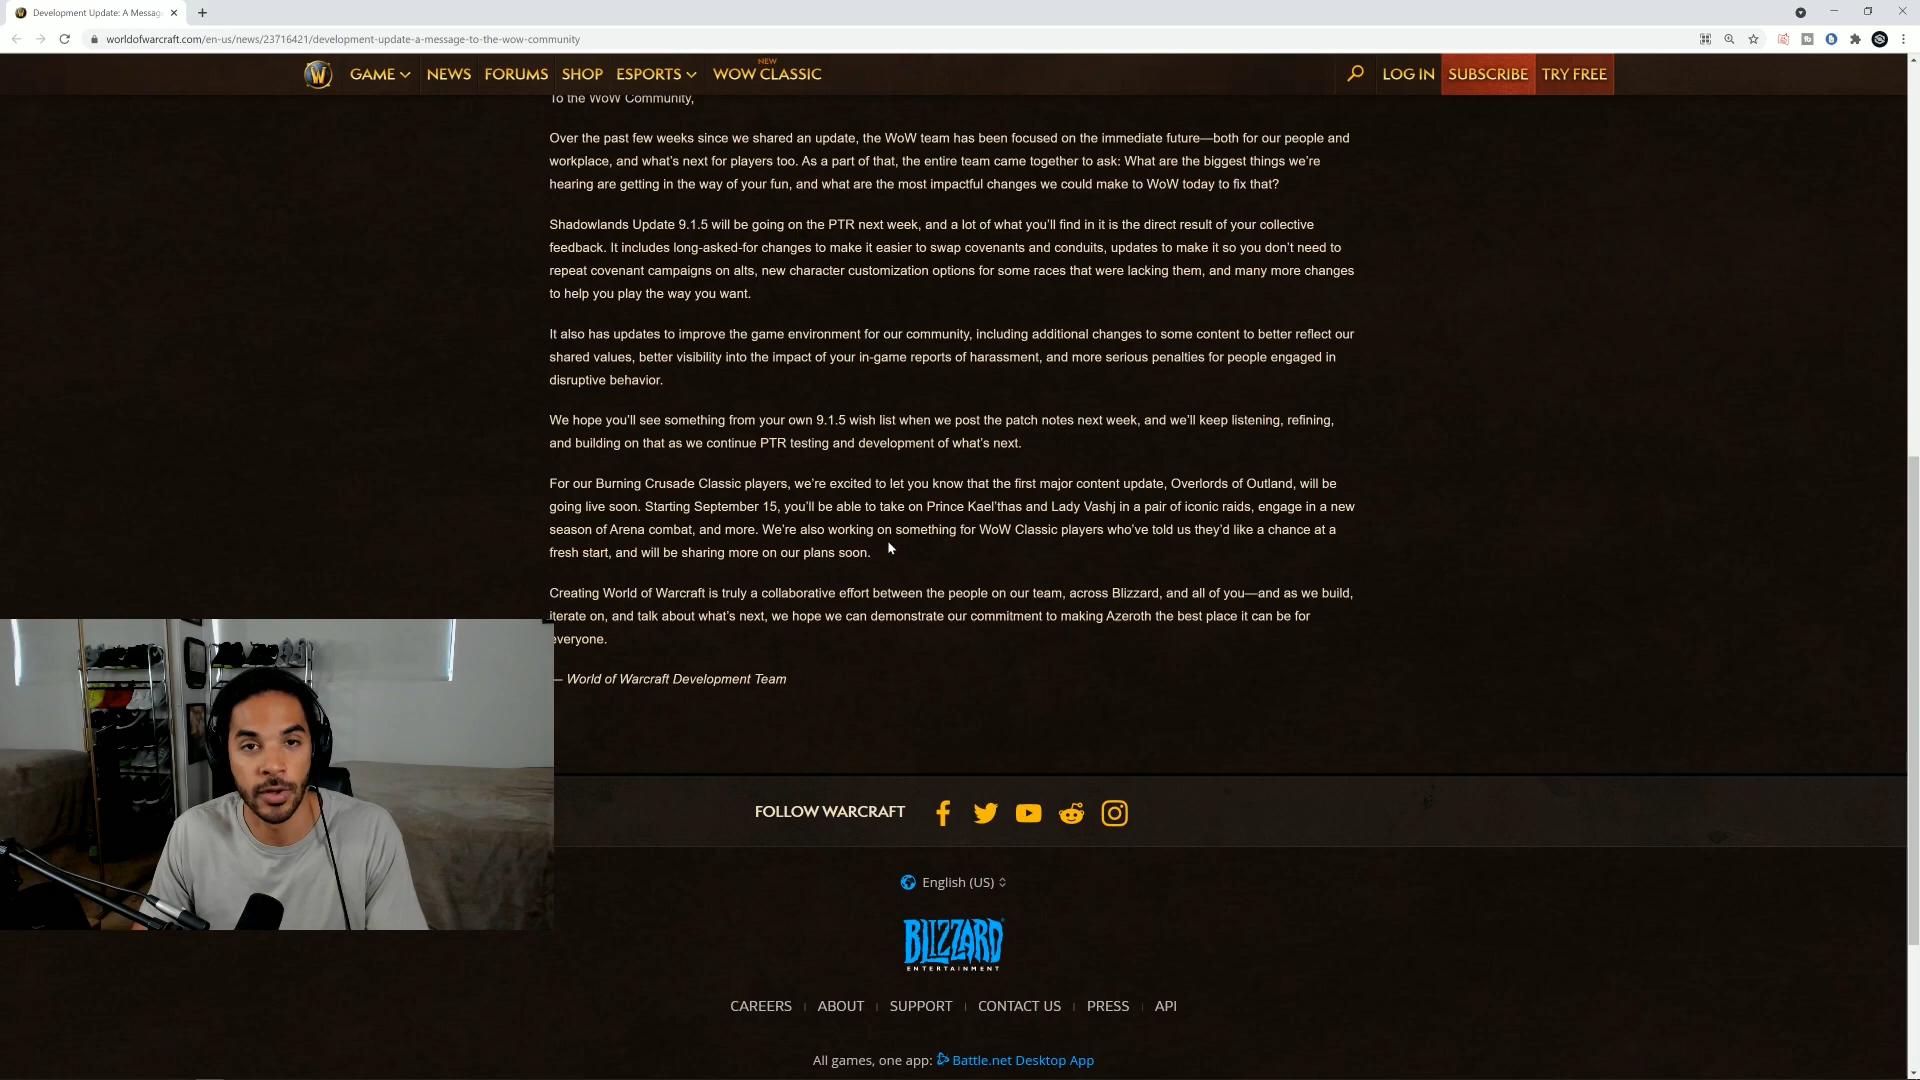 Development Update: A Messag
worldofwarcraft.com/en-us/news/23716421/development-update-a-message-to-the-wow-community
GAME NEWS FORUMS SHOP ESPORTS NEW WOW CLASSIC LOG IN SUBSCRIBE TRY FREE
To the WoW Community,
Over the past few weeks since we shared an update, the WoW team has been focused on the immediate future—both for our people and
workplace, and what's next for players too. As a part of that, the entire team came together to ask: What are the biggest things we're
hearing are getting in the way of your fun, and what are the most impactful changes we could make to WoW today to fix that?
Shadowlands Update 9.1.5 will be going on the PTR next week, and a lot of what you'll find in it is the direct result of your collective
feedback. It includes long-asked-for changes to make it easier to swap covenants and conduits, updates to make it so you don't need to
repeat covenant campaigns on alts, new character customization options for some races that were lacking them, and many more changes
to help you play the way you want.
It also has updates to improve the game environment for our community, including additional changes to some content to better reflect our
shared values, better visibility into the impact of your in-game reports of harassment, and more serious penalties for people engaged in
disruptive behavior.
We hope you'll see something from your own 9.1.5 wish list when we post the patch notes next week, and we'll keep listening, refining,
and building on that as we continue PTR testing and development of what's next.
For our Burning Crusade Classic players, we're excited to let you know that the first major content update, Overlords of Outland, will be
going live soon. Starting September 15, you'll be able to take on Prince Kael'thas and Lady Vashj in a pair of iconic raids, engage in a new
season of Arena combat, and more. We're also working on something for WoW Classic players who've told us they'd like a chance at a
fresh start, and will be sharing more on our plans soon.
Creating World of Warcraft is truly a collaborative effort between the people on our team, across Blizzard, and all of you—and as we build,
iterate on, and talk about what's next, we hope we can demonstrate our commitment to making Azeroth the best place it can be for
everyone.
— World of Warcraft Development Team
FOLLOW WARCRAFT
English (US)
BLIZZARD
ENTERTAINMENT
CAREERS ABOUT SUPPORT CONTACT US PRESS API
All games, one app: Battle.net Desktop App